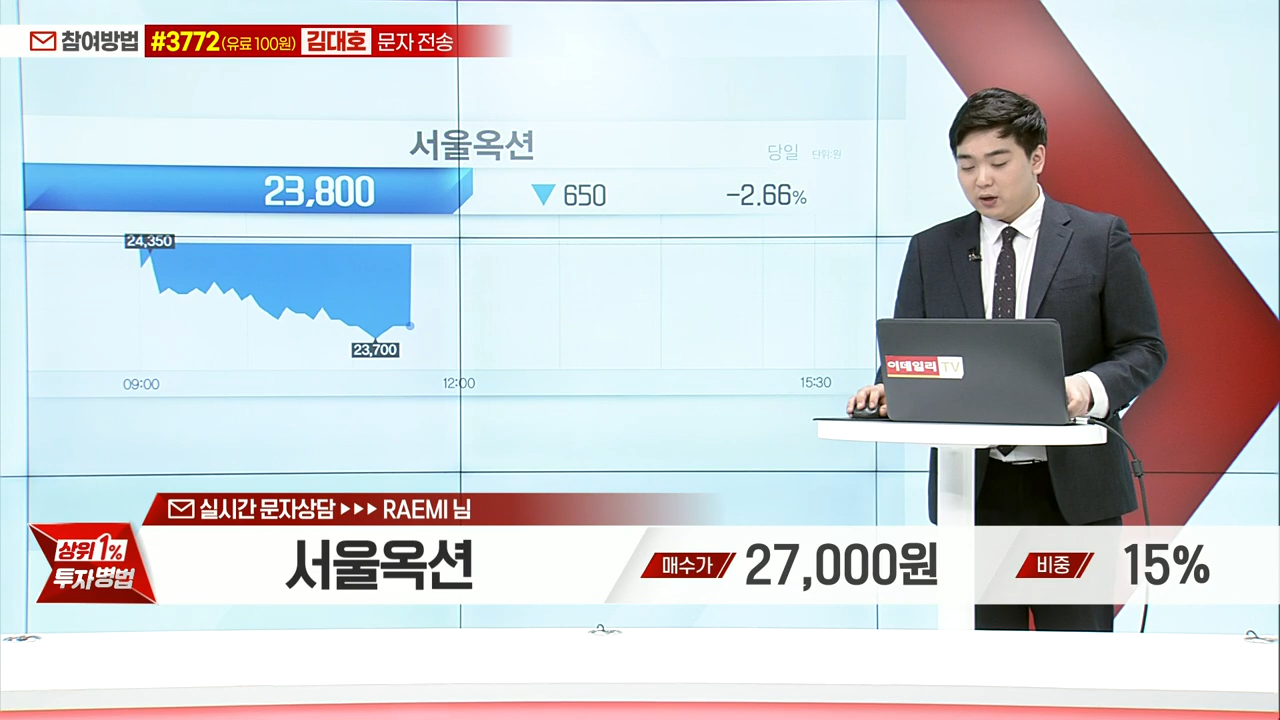 참여방법 #3772 (유료 100원) 김대호 문자 전송
서울옥션
당일 단위:원
23,800 ▼ 650 -2.66%
24,350
23,700
09:00 12:00 15:30
이데일리 TV
실시간 문자상담 ▶▶▶ RAEMI 님
상위 1%
투자병법
서울옥션 매수가 27,000원 비중 15%